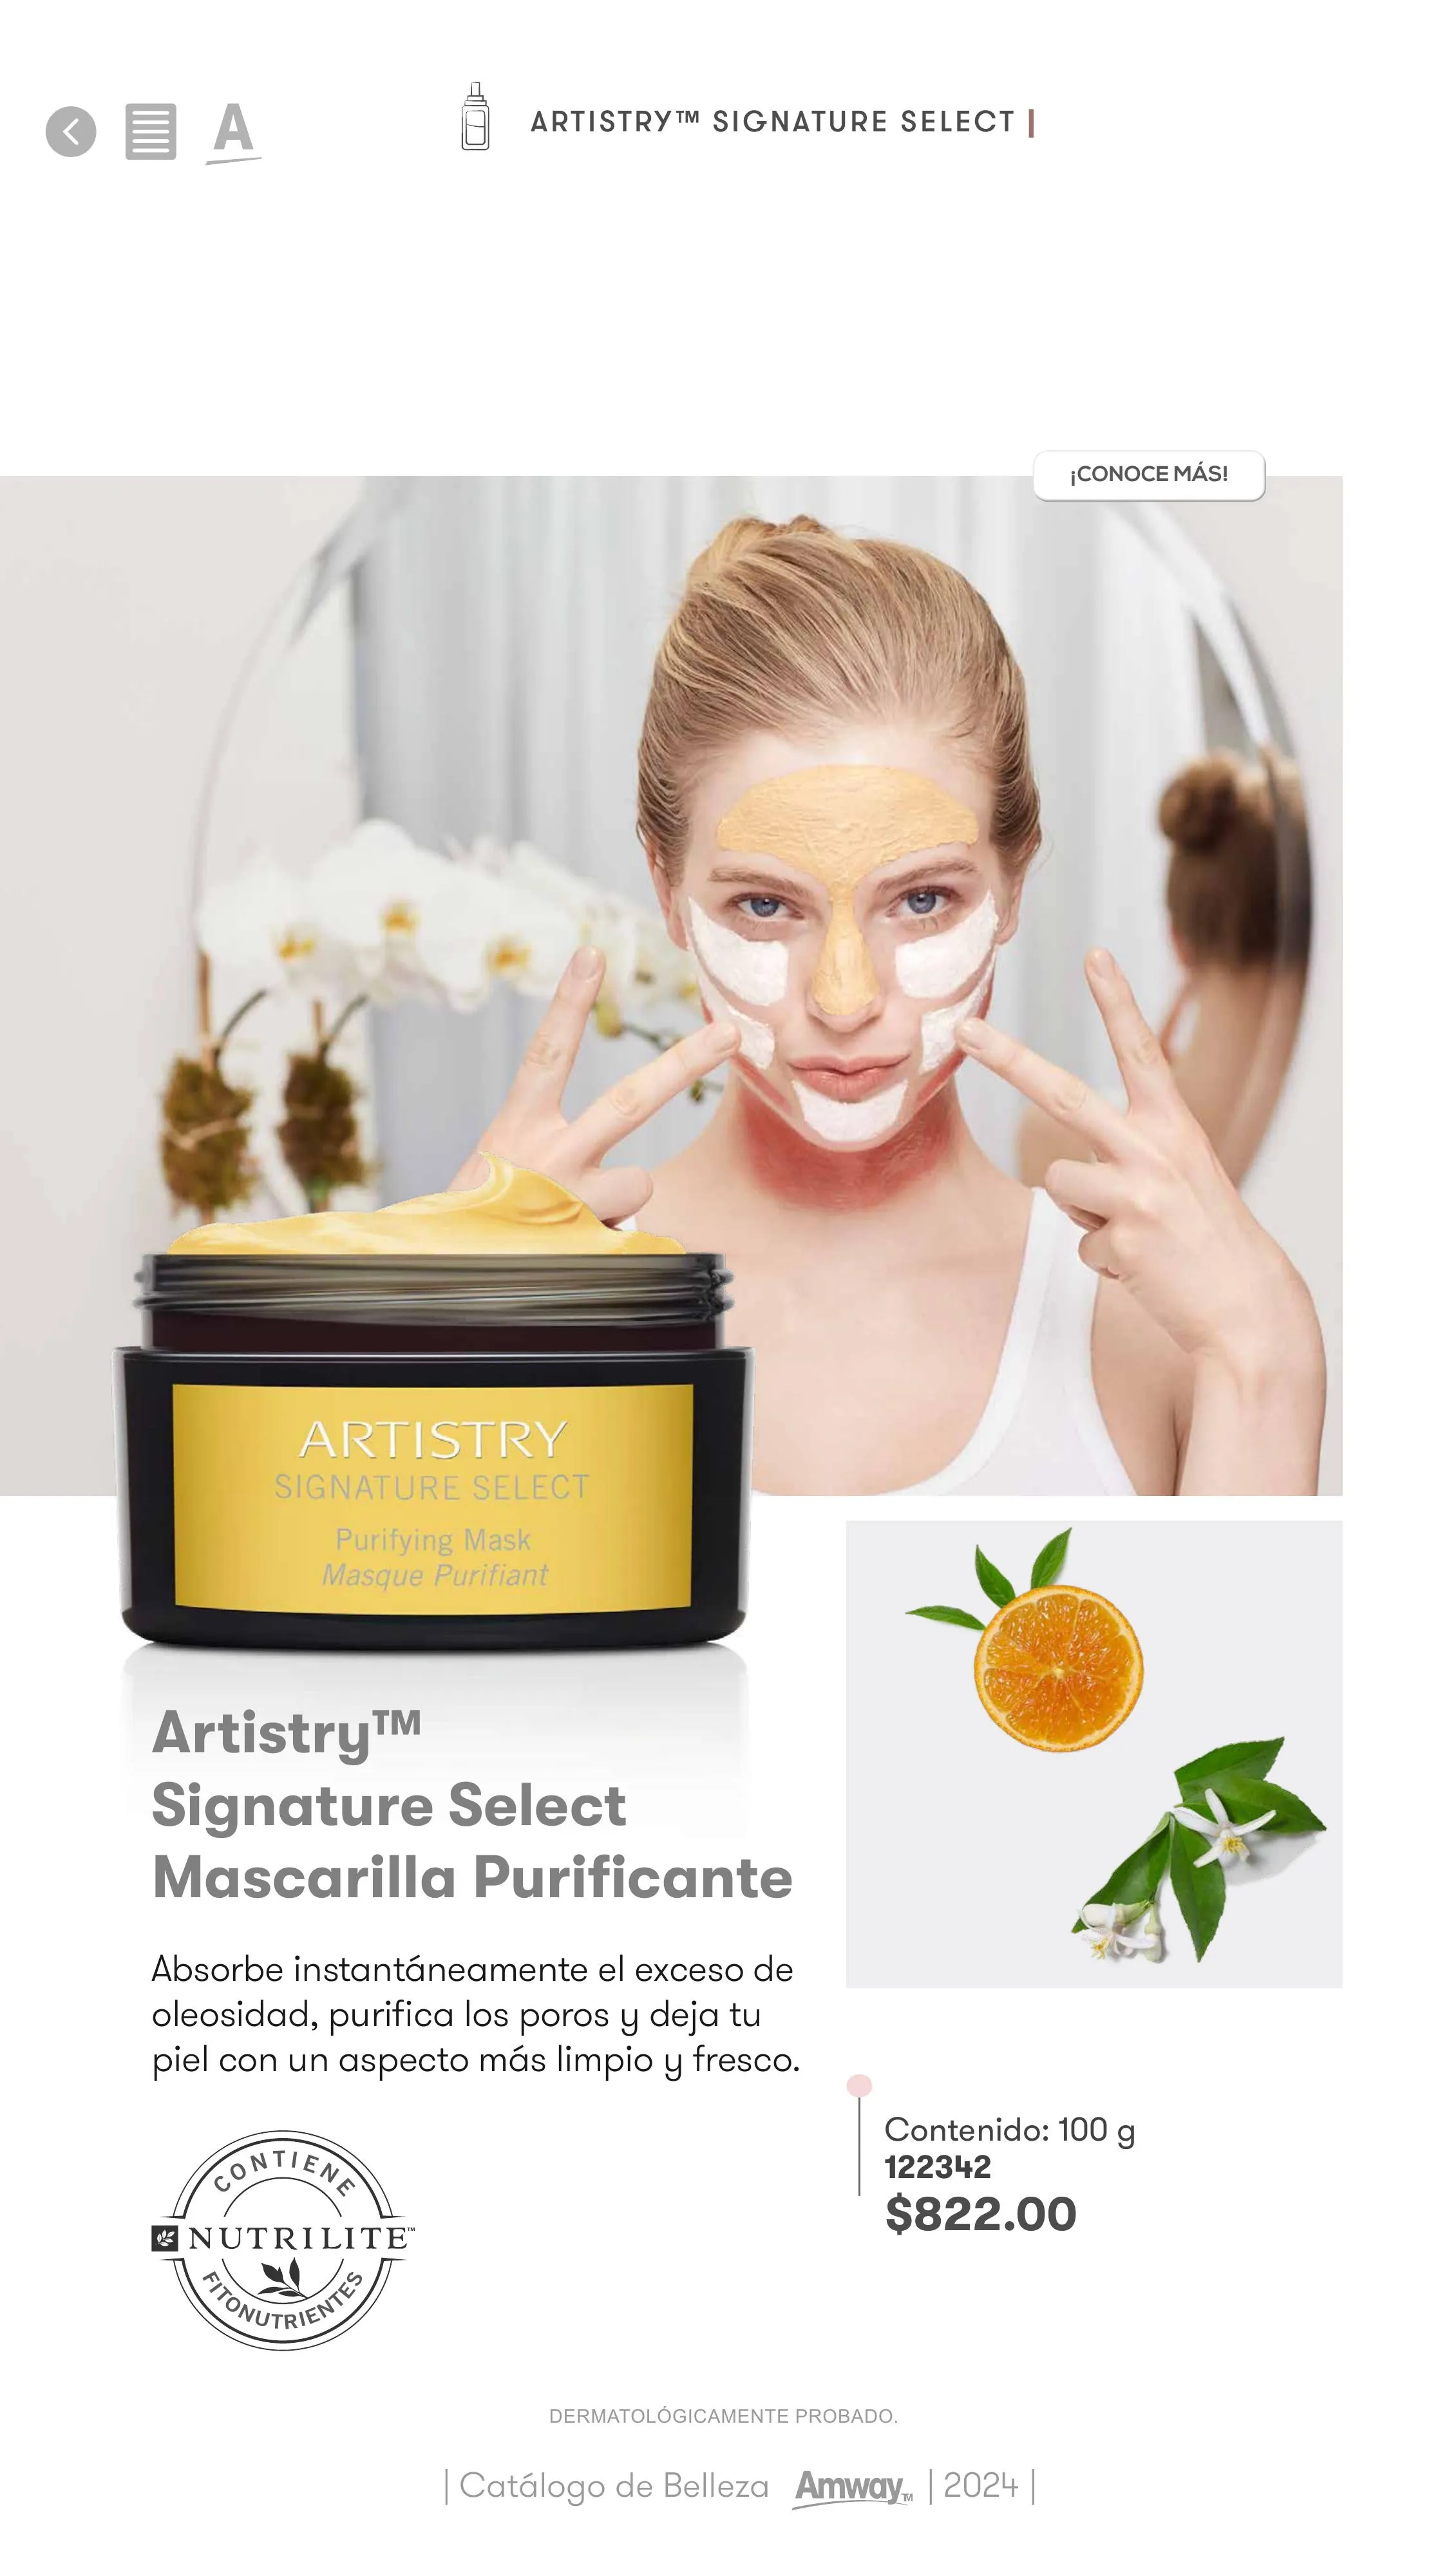 A
ARTISTRY™ SIGNATURE SELECT |
¡CONOCE MÁS!
ARTISTRY
SIGNATURE SELECT
Purifying Mask
Masque Purifiant
Artistry™
Signature Select
Mascarilla Purificante
Absorbe instantáneamente el exceso de
oleosidad, purifica los poros y deja tu
piel con un aspecto más limpio y fresco.
Contenido: 100 g
122342
$822.00
CONTIENE
NUTRILITE™
FITONUTRIENTES
DERMATOLÓGICAMENTE PROBADO.
| Catálogo de Belleza Amway™ | 2024 |